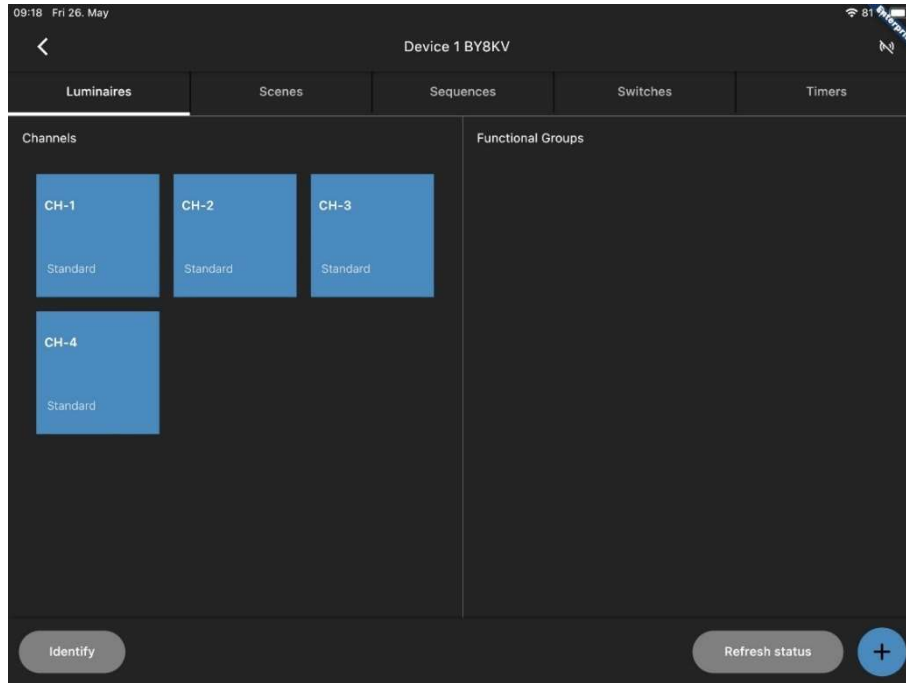 09:18 Fri 26. May 81
Device 1 BY8KV
Luminaires Scenes Sequences Switches Timers
Channels Functional Groups
CH-1 CH-2 CH-3
Standard Standard Standard
CH-4
Standard
Identify Refresh status +